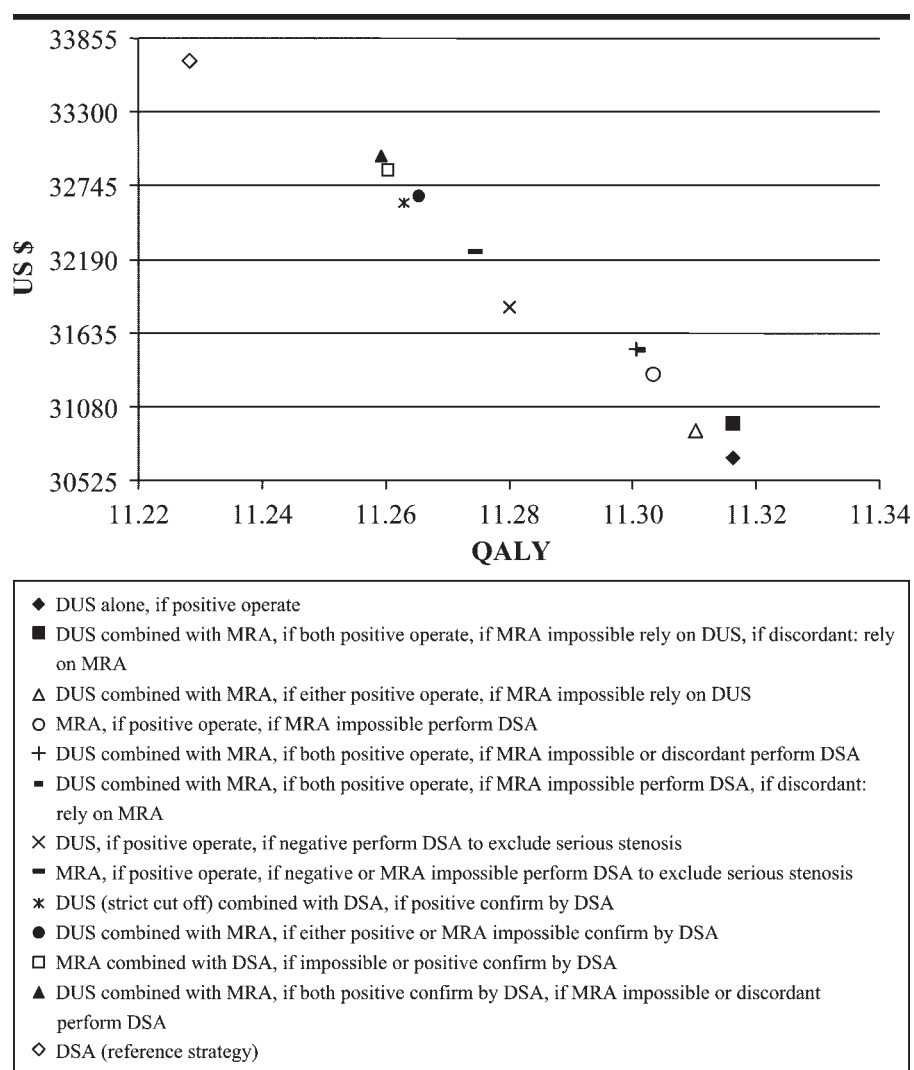 33855
33300
32745
32190
31635
31080
30525
US $
11.22 11.24 11.26 11.28 11.30 11.32 11.34
QALY
DUS alone, if positive operate
DUS combined with MRA, if both positive operate, if MRA impossible rely on DUS, if discordant: rely
on MRA
DUS combined with MRA, if either positive operate, if MRA impossible rely on DUS
MRA, if positive operate, if MRA impossible perform DSA
DUS combined with MRA, if both positive operate, if MRA impossible or discordant perform DSA
DUS combined with MRA, if both positive operate, if MRA impossible perform DSA, if discordant:
rely on MRA
DUS, if positive operate, if negative perform DSA to exclude serious stenosis
MRA, if positive operate, if negative or MRA impossible perform DSA to exclude serious stenosis
DUS (strict cut off) combined with DSA, if positive confirm by DSA
DUS combined with MRA, if either positive or MRA impossible confirm by DSA
MRA combined with DSA, if impossible or positive confirm by DSA
DUS combined with MRA, if both positive confirm by DSA, if MRA impossible or discordant
perform DSA
DSA (reference strategy)